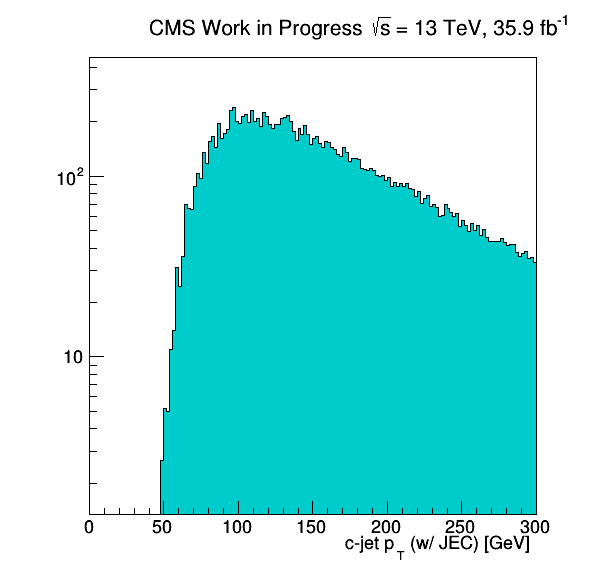 CMS Work in Progress √s = 13 TeV, 35.9 fb⁻¹
10²
10
0 50 100 150 200 250 300
c-jet p_T (w/ JEC) [GeV]